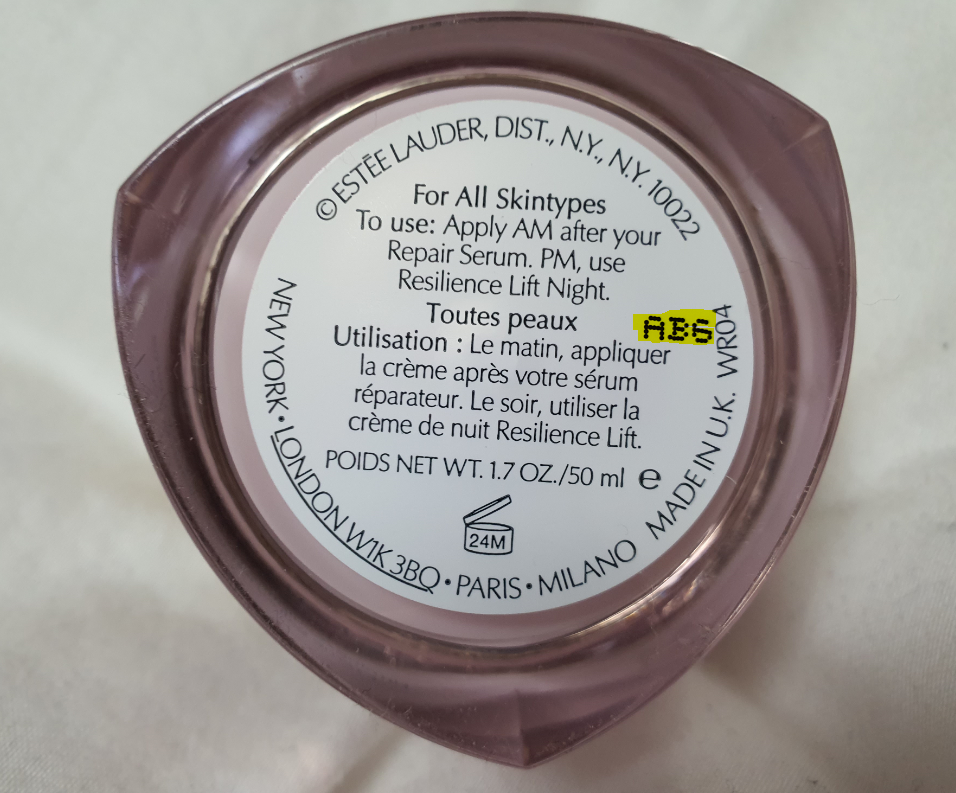 ©ESTĒE LAUDER, DIST., N.Y., N.Y. 10022
For All Skintypes
To use: Apply AM after your
Repair Serum. PM, use
Resilience Lift Night.
Toutes peaux
AB6
Utilisation : Le matin, appliquer
la crème après votre sérum
réparateur. Le soir, utiliser la
crème de nuit Resilience Lift.
POIDS NET WT. 1.7 OZ./50 ml e
24M
NEW YORK • LONDON W1K 3BQ • PARIS • MILANO
MADE IN U.K. WR04